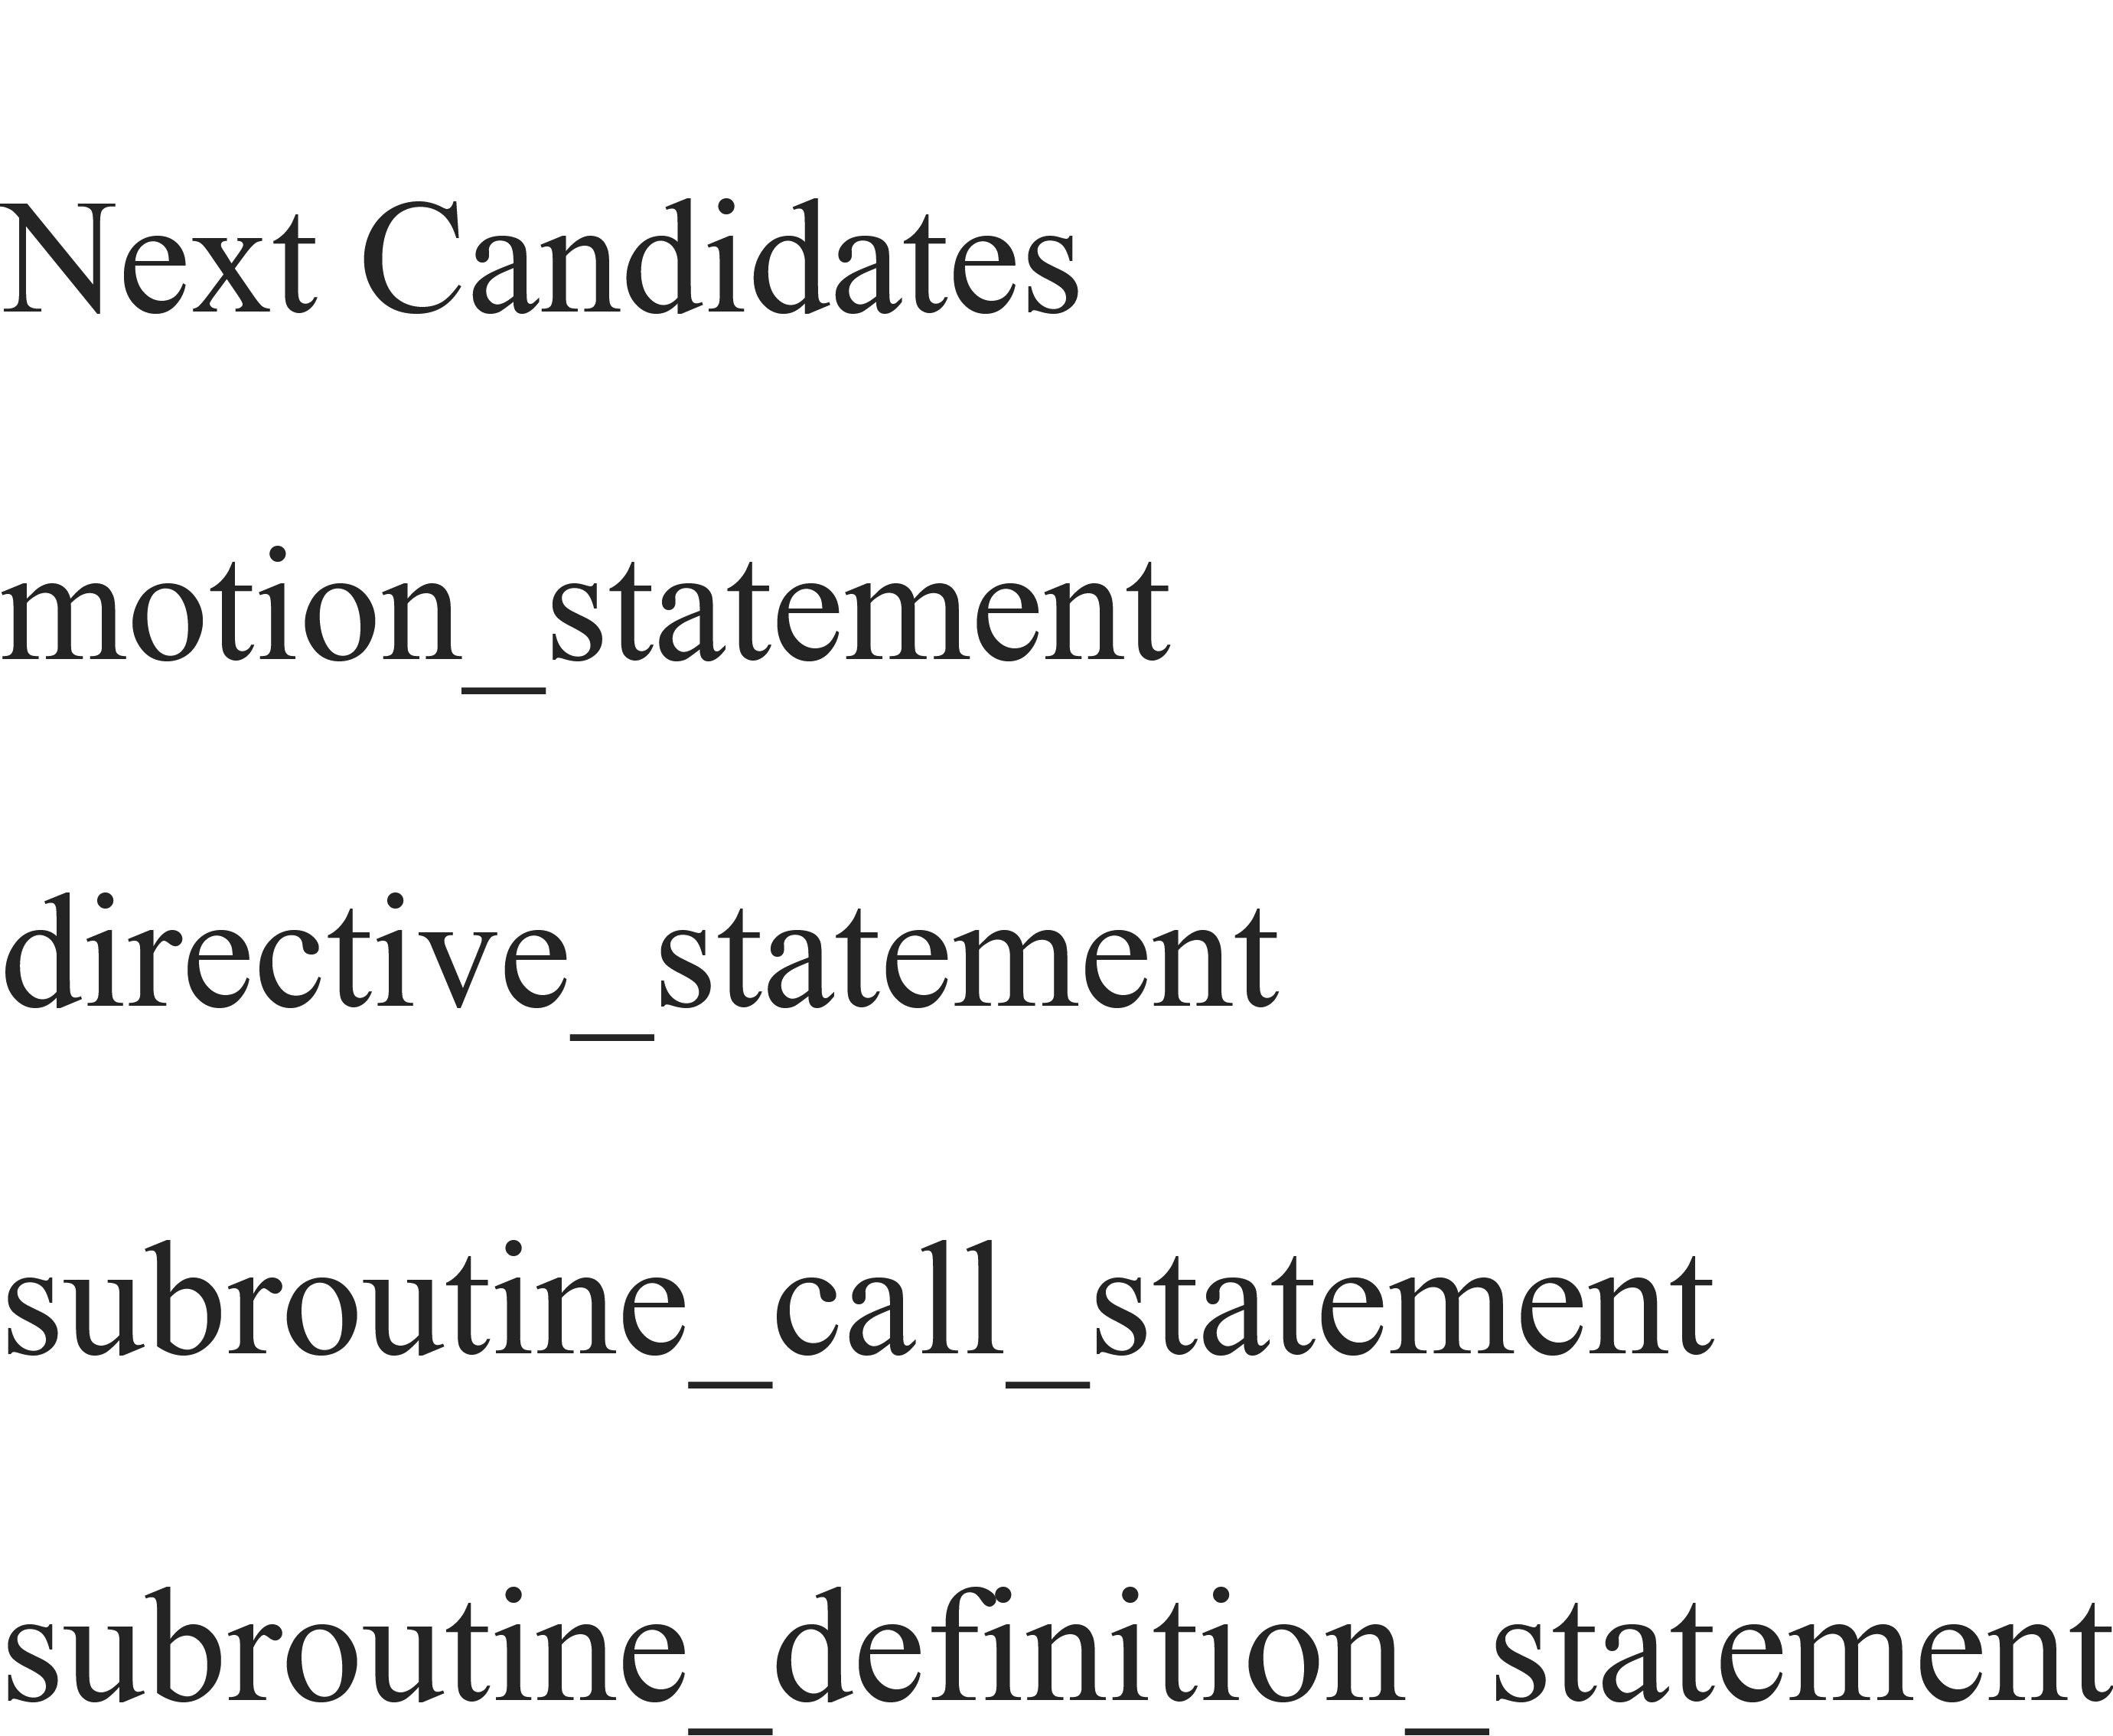 Next Candidates
motion_statement
directive_statement
subroutine_call_statement
subroutine_definition_statement